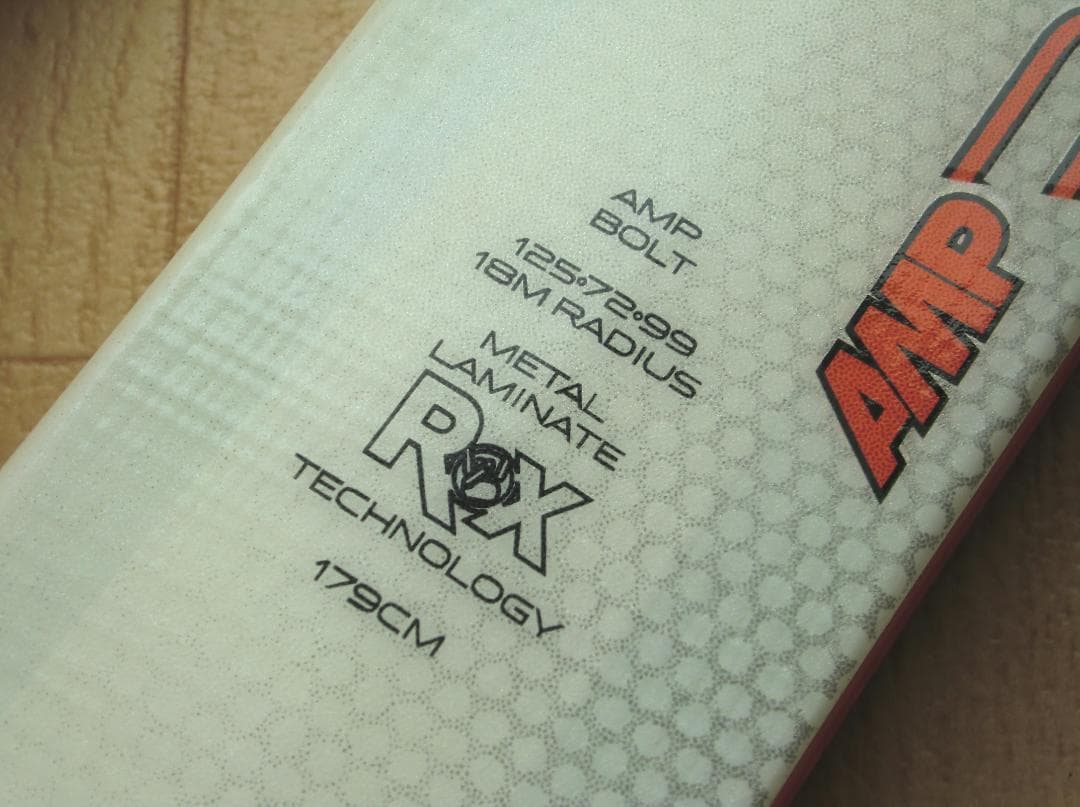 AMP
BOLT
125•72•99
18M RADIUS
METAL
LAMINATE
RX
TECHNOLOGY
179CM
AMP